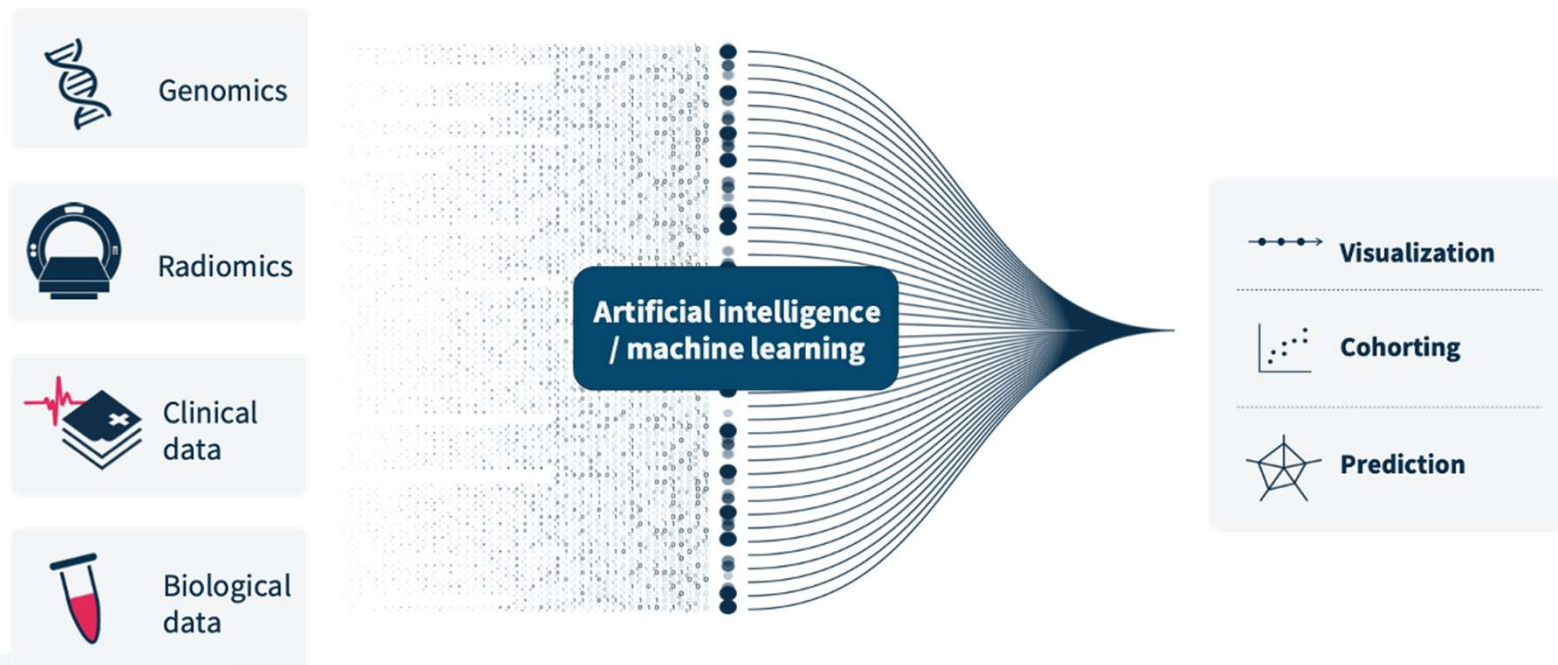 Genomics
Radiomics
Clinical
data
Biological
data
Artificial intelligence
/ machine learning
Visualization
Cohorting
Prediction